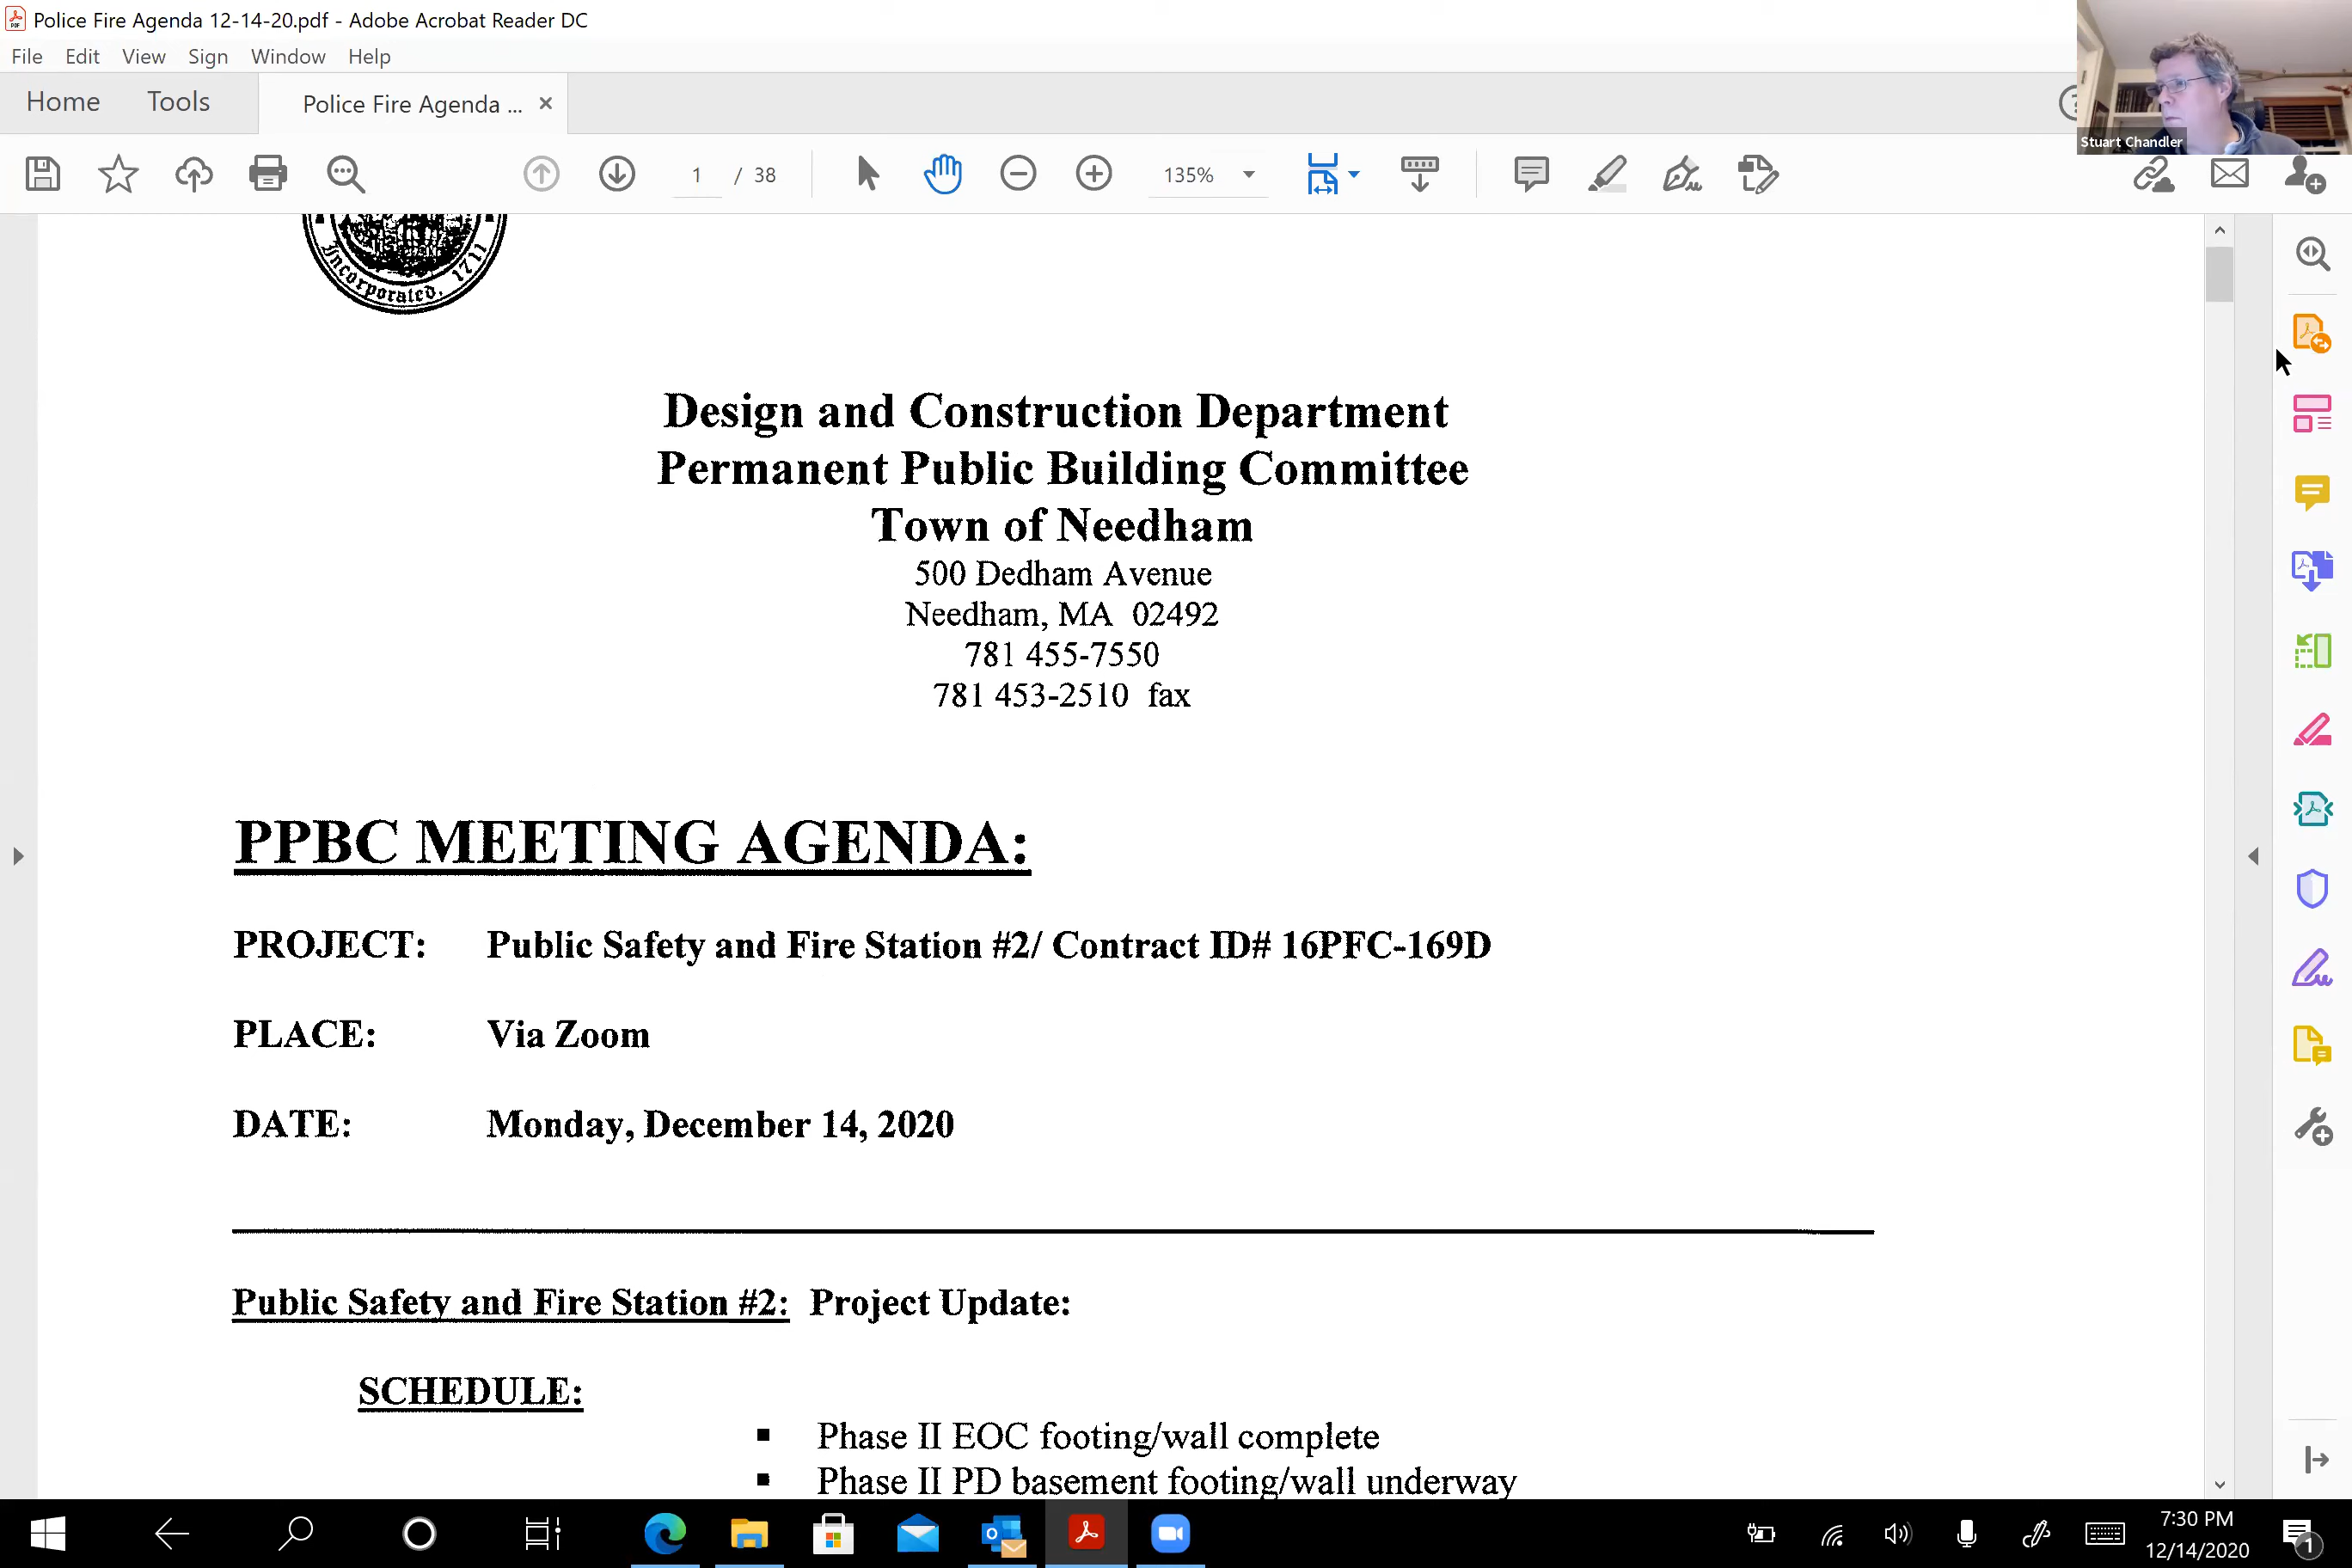 Police Fire Agenda 12-14-20.pdf - Adobe Acrobat Reader DC
File Edit View Sign Window Help
Home Tools Police Fire Agenda ... ×
1 / 38 135%
Stuart Chandler
Incorporated, 1711
Design and Construction Department
Permanent Public Building Committee
Town of Needham
500 Dedham Avenue
Needham, MA 02492
781 455-7550
781 453-2510 fax
PPBC MEETING AGENDA:
PROJECT: Public Safety and Fire Station #2/ Contract ID# 16PFC-169D
PLACE: Via Zoom
DATE: Monday, December 14, 2020
Public Safety and Fire Station #2: Project Update:
SCHEDULE:
▪ Phase II EOC footing/wall complete
▪ Phase II PD basement footing/wall underway
7:30 PM
12/14/2020
1